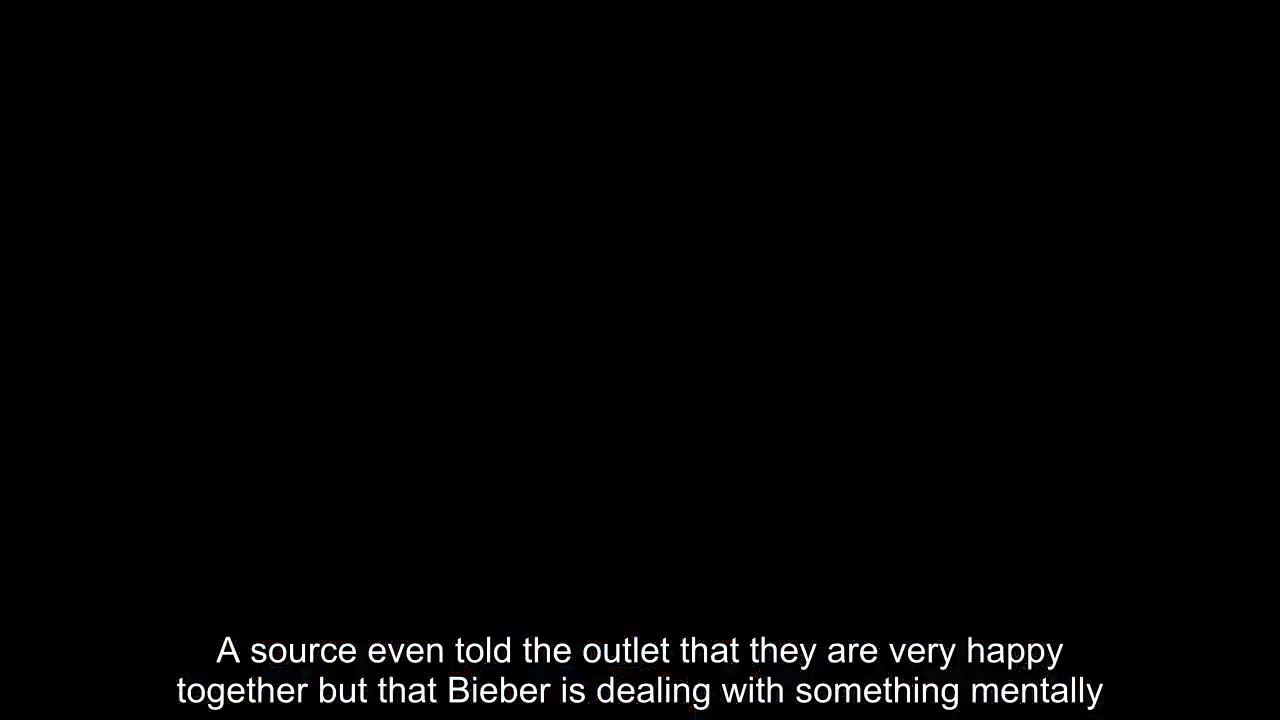 A source even told the outlet that they are very happy
together but that Bieber is dealing with something mentally